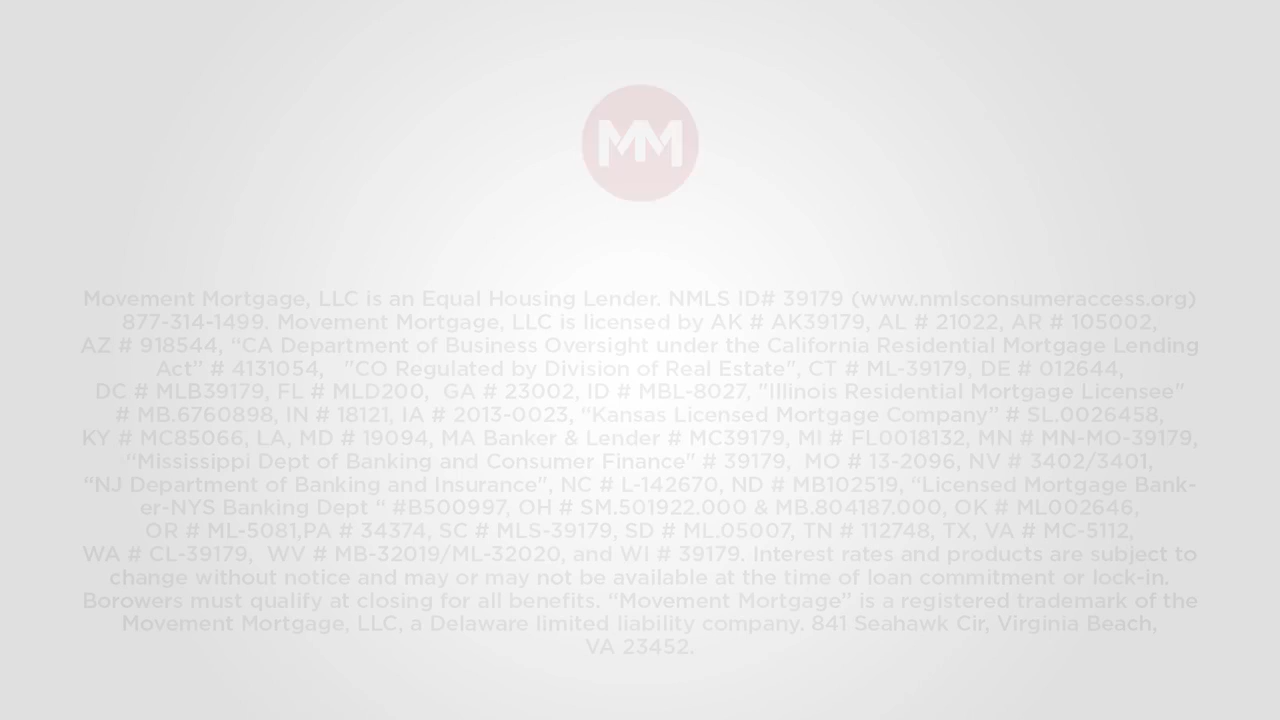 MM
Movement Mortgage, LLC is an Equal Housing Lender. NMLS ID# 39179 (www.nmlsconsumeraccess.org)
877-314-1499. Movement Mortgage, LLC is licensed by AK # AK39179, AL # 21022, AR # 105002,
AZ # 918544, “CA Department of Business Oversight under the California Residential Mortgage Lending
Act” # 4131054, "CO Regulated by Division of Real Estate", CT # ML-39179, DE # 012644,
DC # MLB39179, FL # MLD200, GA # 23002, ID # MBL-8027, "Illinois Residential Mortgage Licensee"
# MB.6760898, IN # 18121, IA # 2013-0023, “Kansas Licensed Mortgage Company” # SL.0026458,
KY # MC85066, LA, MD # 19094, MA Banker & Lender # MC39179, MI # FL0018132, MN # MN-MO-39179,
“Mississippi Dept of Banking and Consumer Finance" # 39179, MO # 13-2096, NV # 3402/3401,
“NJ Department of Banking and Insurance", NC # L-142670, ND # MB102519, “Licensed Mortgage Bank-
er-NYS Banking Dept “ #B500997, OH # SM.501922.000 & MB.804187.000, OK # ML002646,
OR # ML-5081,PA # 34374, SC # MLS-39179, SD # ML.05007, TN # 112748, TX, VA # MC-5112,
WA # CL-39179, WV # MB-32019/ML-32020, and WI # 39179. Interest rates and products are subject to
change without notice and may or may not be available at the time of loan commitment or lock-in.
Borowers must qualify at closing for all benefits. “Movement Mortgage” is a registered trademark of the
Movement Mortgage, LLC, a Delaware limited liability company. 841 Seahawk Cir, Virginia Beach,
VA 23452.